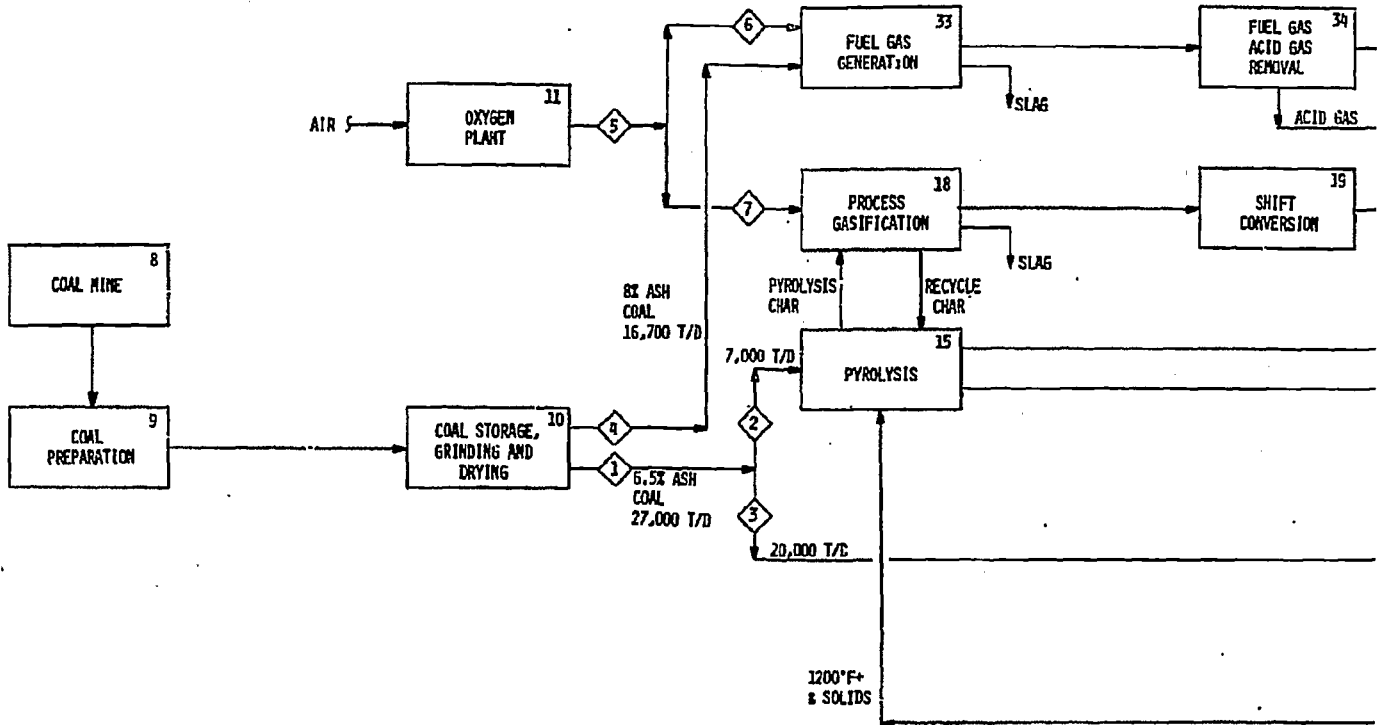 6
33
FUEL GAS
GENERATION
SLAG
34
FUEL GAS
ACID GAS
REMOVAL
ACID GAS
AIR
11
OXYGEN
PLANT
5
7
18
PROCESS
GASIFICATION
SLAG
19
SHIFT
CONVERSION
8
COAL MINE
8% ASH
COAL
16,700 T/D
PYROLYSIS
CHAR
RECYCLE
CHAR
7,000 T/D
15
PYROLYSIS
9
COAL
PREPARATION
10
COAL STORAGE,
GRINDING AND
DRYING
4
1
6.5% ASH
COAL
27,000 T/D
2
3
20,000 T/D
1200°F+
& SOLIDS